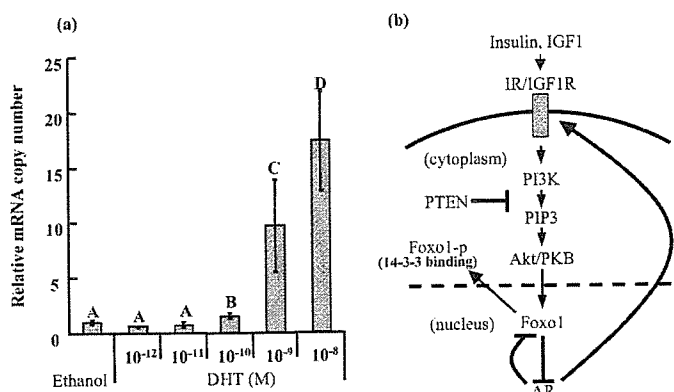 (a)
Relative mRNA copy number
25
20
15
10
5
0
A
A
A
B
C
D
10⁻¹²
10⁻¹¹
10⁻¹⁰
10⁻⁹
10⁻⁸
Ethanol
DHT (M)
(b)
Insulin, IGF1
IR/IGF1R
(cytoplasm)
PI3K
PTEN
PIP3
Foxo1-p
(14-3-3 binding)
Akt/PKB
(nucleus)
Foxo1
AR